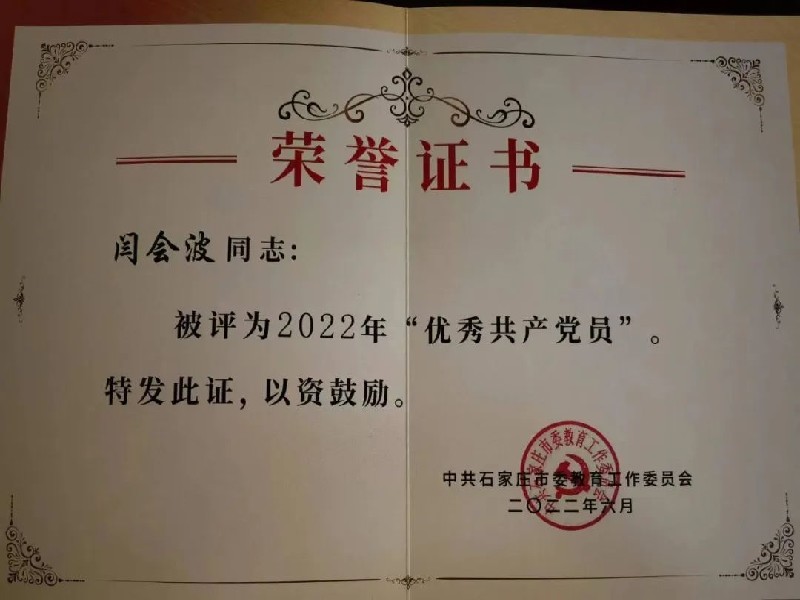 荣誉证书
闫会波同志：
被评为2022年“优秀共产党员”。
特发此证，以资鼓励。
中共石家庄市委教育工作委员会
二〇二二年六月